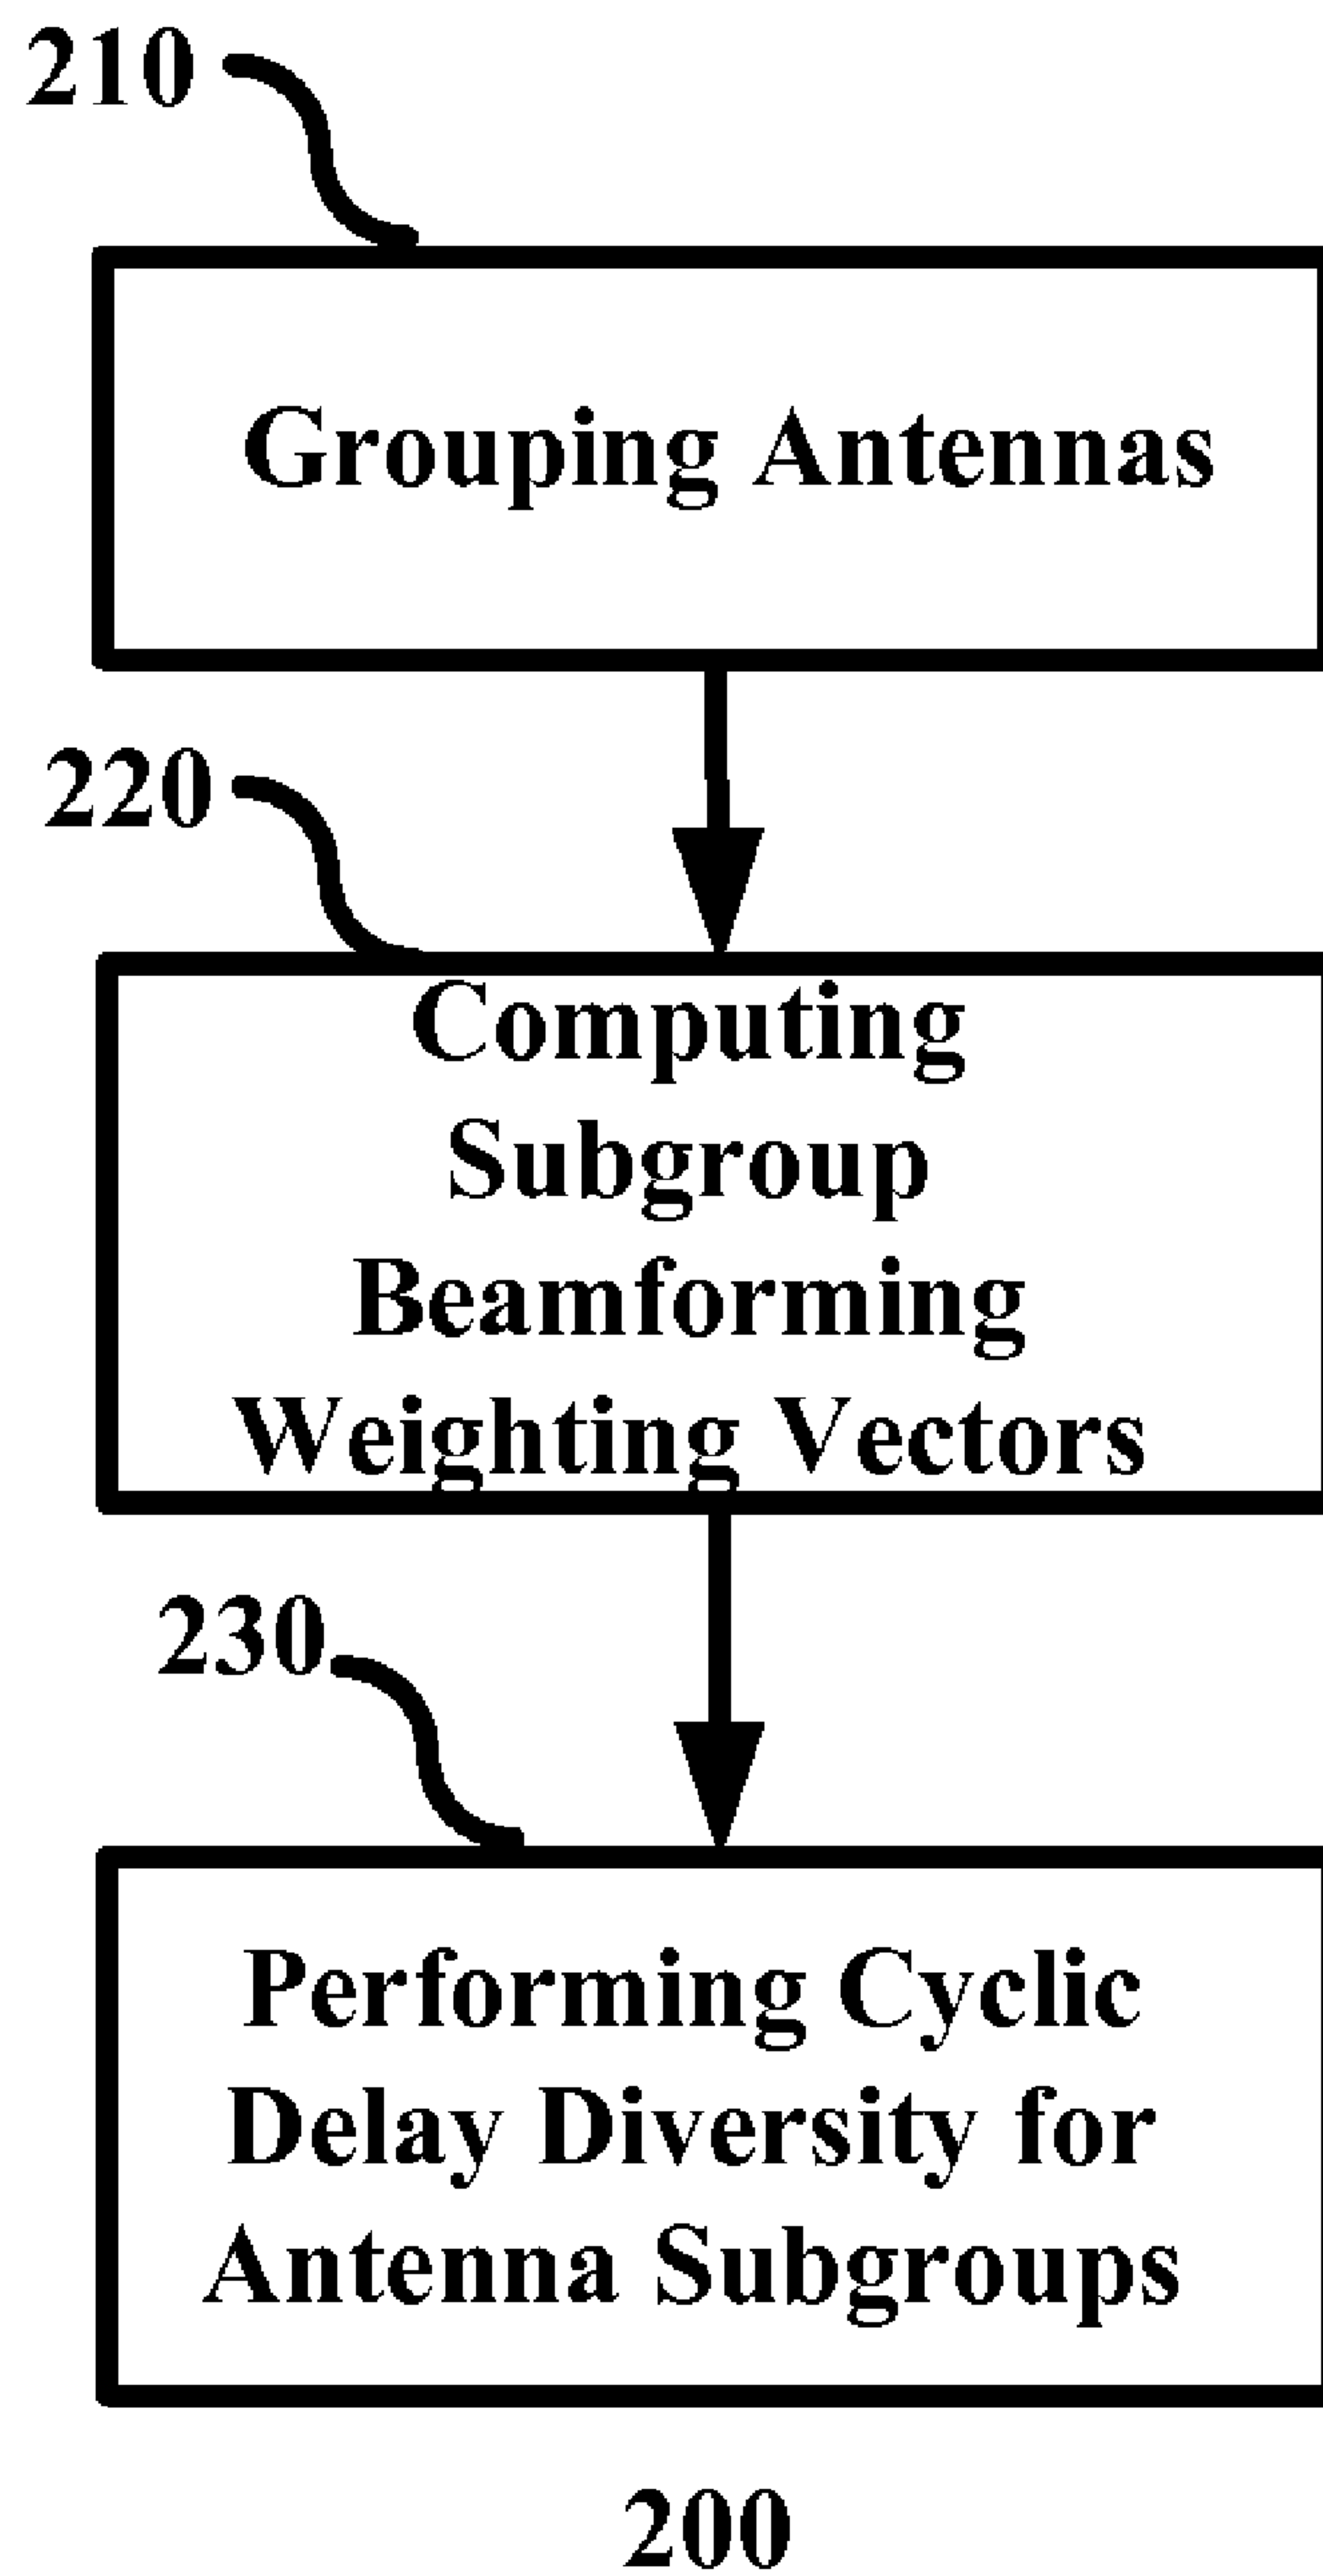 210
Grouping Antennas
220
Computing
Subgroup
Beamforming
Weighting Vectors
230
Performing Cyclic
Delay Diversity for
Antenna Subgroups
200